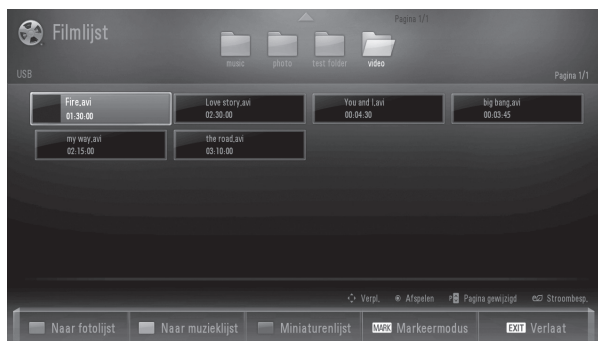 Filmlijst
Pagina 1/1
music photo test folder video
USB Pagina 1/1
Fire,avi Love story,avi You and I,avi big bang,avi
01:30:00 02:30:00 00:04:30 00:03:45
my way,avi the road,avi
02:15:00 03:10:00
Verpl. Afspelen P Pagina gewijzigd Stroombesp.
Naar fotolijst Naar muzieklijst Miniaturenlijst MARK Markeermodus EXIT Verlaat